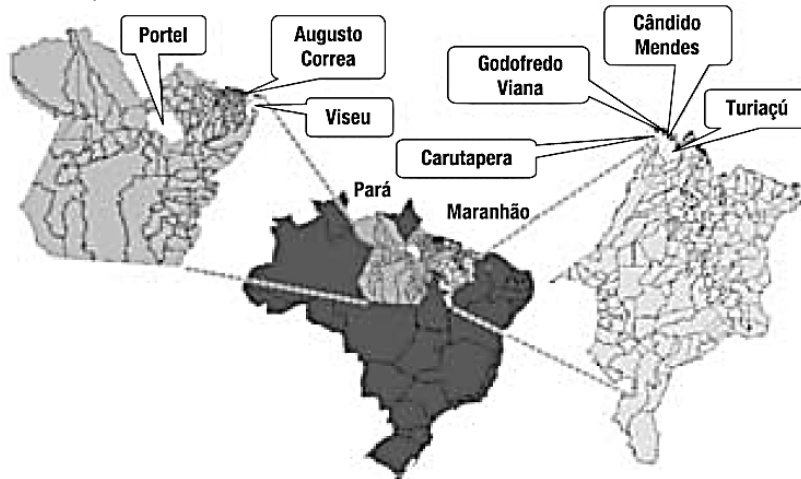 Portel
Augusto
Correa
Viseu
Cândido
Mendes
Godofredo
Viana
Turiaçú
Carutapera
Pará
Maranhão